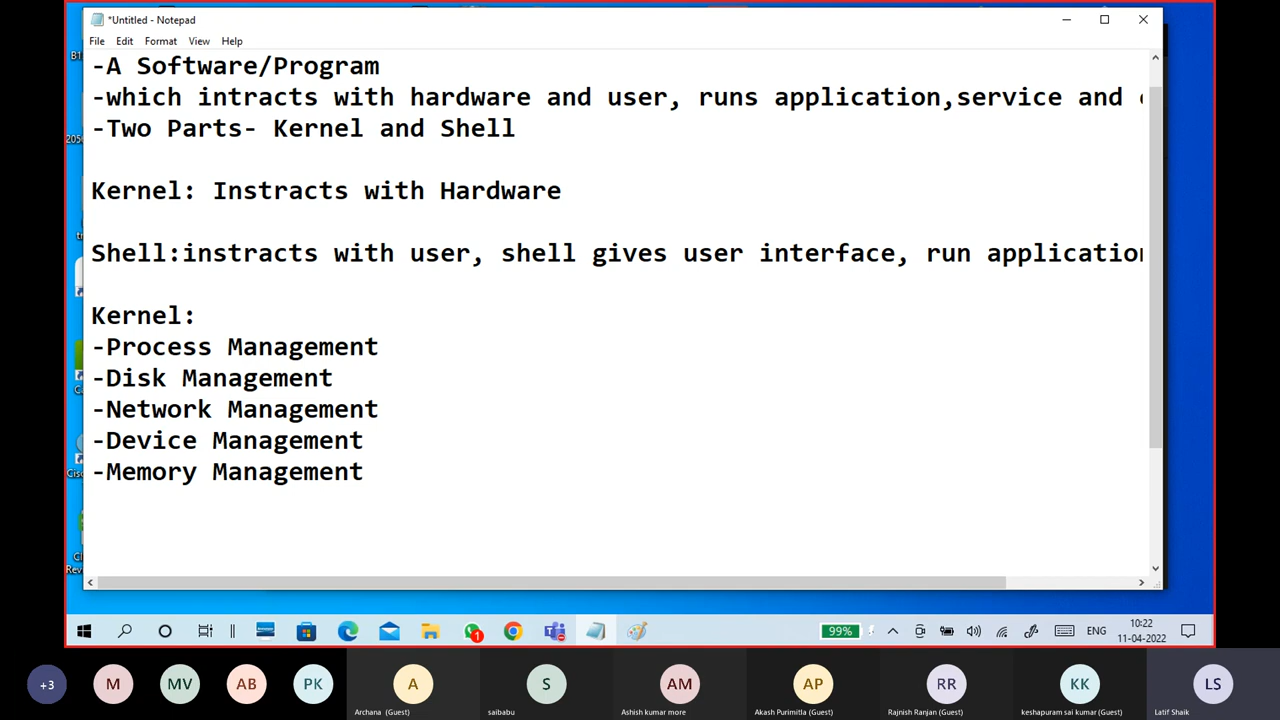 *Untitled - Notepad
File Edit Format View Help
-A Software/Program
-which intracts with hardware and user, runs application,service and
-Two Parts- Kernel and Shell
Kernel: Instracts with Hardware
Shell:instracts with user, shell gives user interface, run application
Kernel:
-Process Management
-Disk Management
-Network Management
-Device Management
-Memory Management
99%
1
ENG
10:22
11-04-2022
+3
M
MV
AB
PK
A
Archana (Guest)
S
saibabu
AM
Ashish kumar more
AP
Akash Purimitla (Guest)
RR
Rajnish Ranjan (Guest)
KK
keshapuram sai kumar (Guest)
LS
Latif Shaik